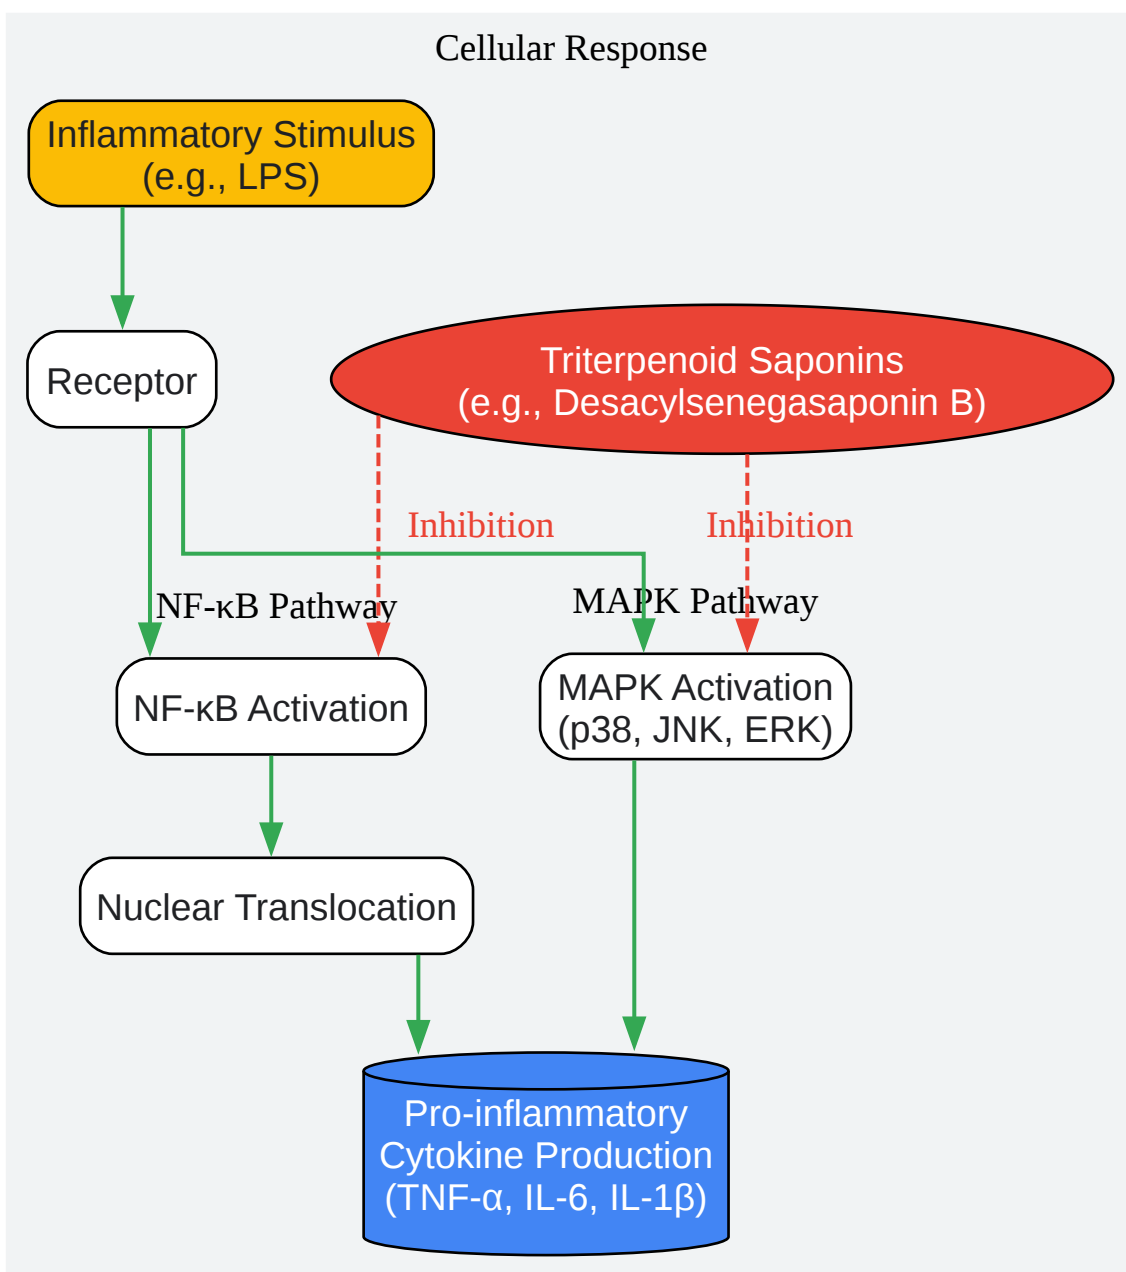 Cellular Response
Inflammatory Stimulus
(e.g., LPS)
Receptor
Triterpenoid Saponins
(e.g., Desacylsenegasaponin B)
Inhibition
Inhibition
NF-κB Pathway
MAPK Pathway
NF-κB Activation
MAPK Activation
(p38, JNK, ERK)
Nuclear Translocation
Pro-inflammatory
Cytokine Production
(TNF-α, IL-6, IL-1β)